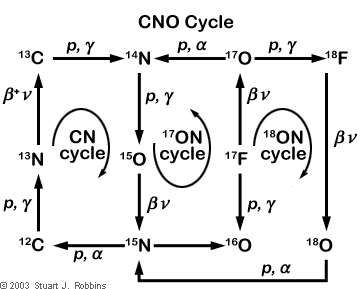 CNO Cycle
¹³C p, γ ¹⁴N p, α ¹⁷O p, γ ¹⁸F
β⁺ν p, γ βν βν
¹³N CN cycle ¹⁵O ¹⁷ON cycle ¹⁷F ¹⁸ON cycle
p, γ βν p, γ
¹²C p, α ¹⁵N ¹⁶O ¹⁸O
p, α
© 2003 Stuart J. Robbins